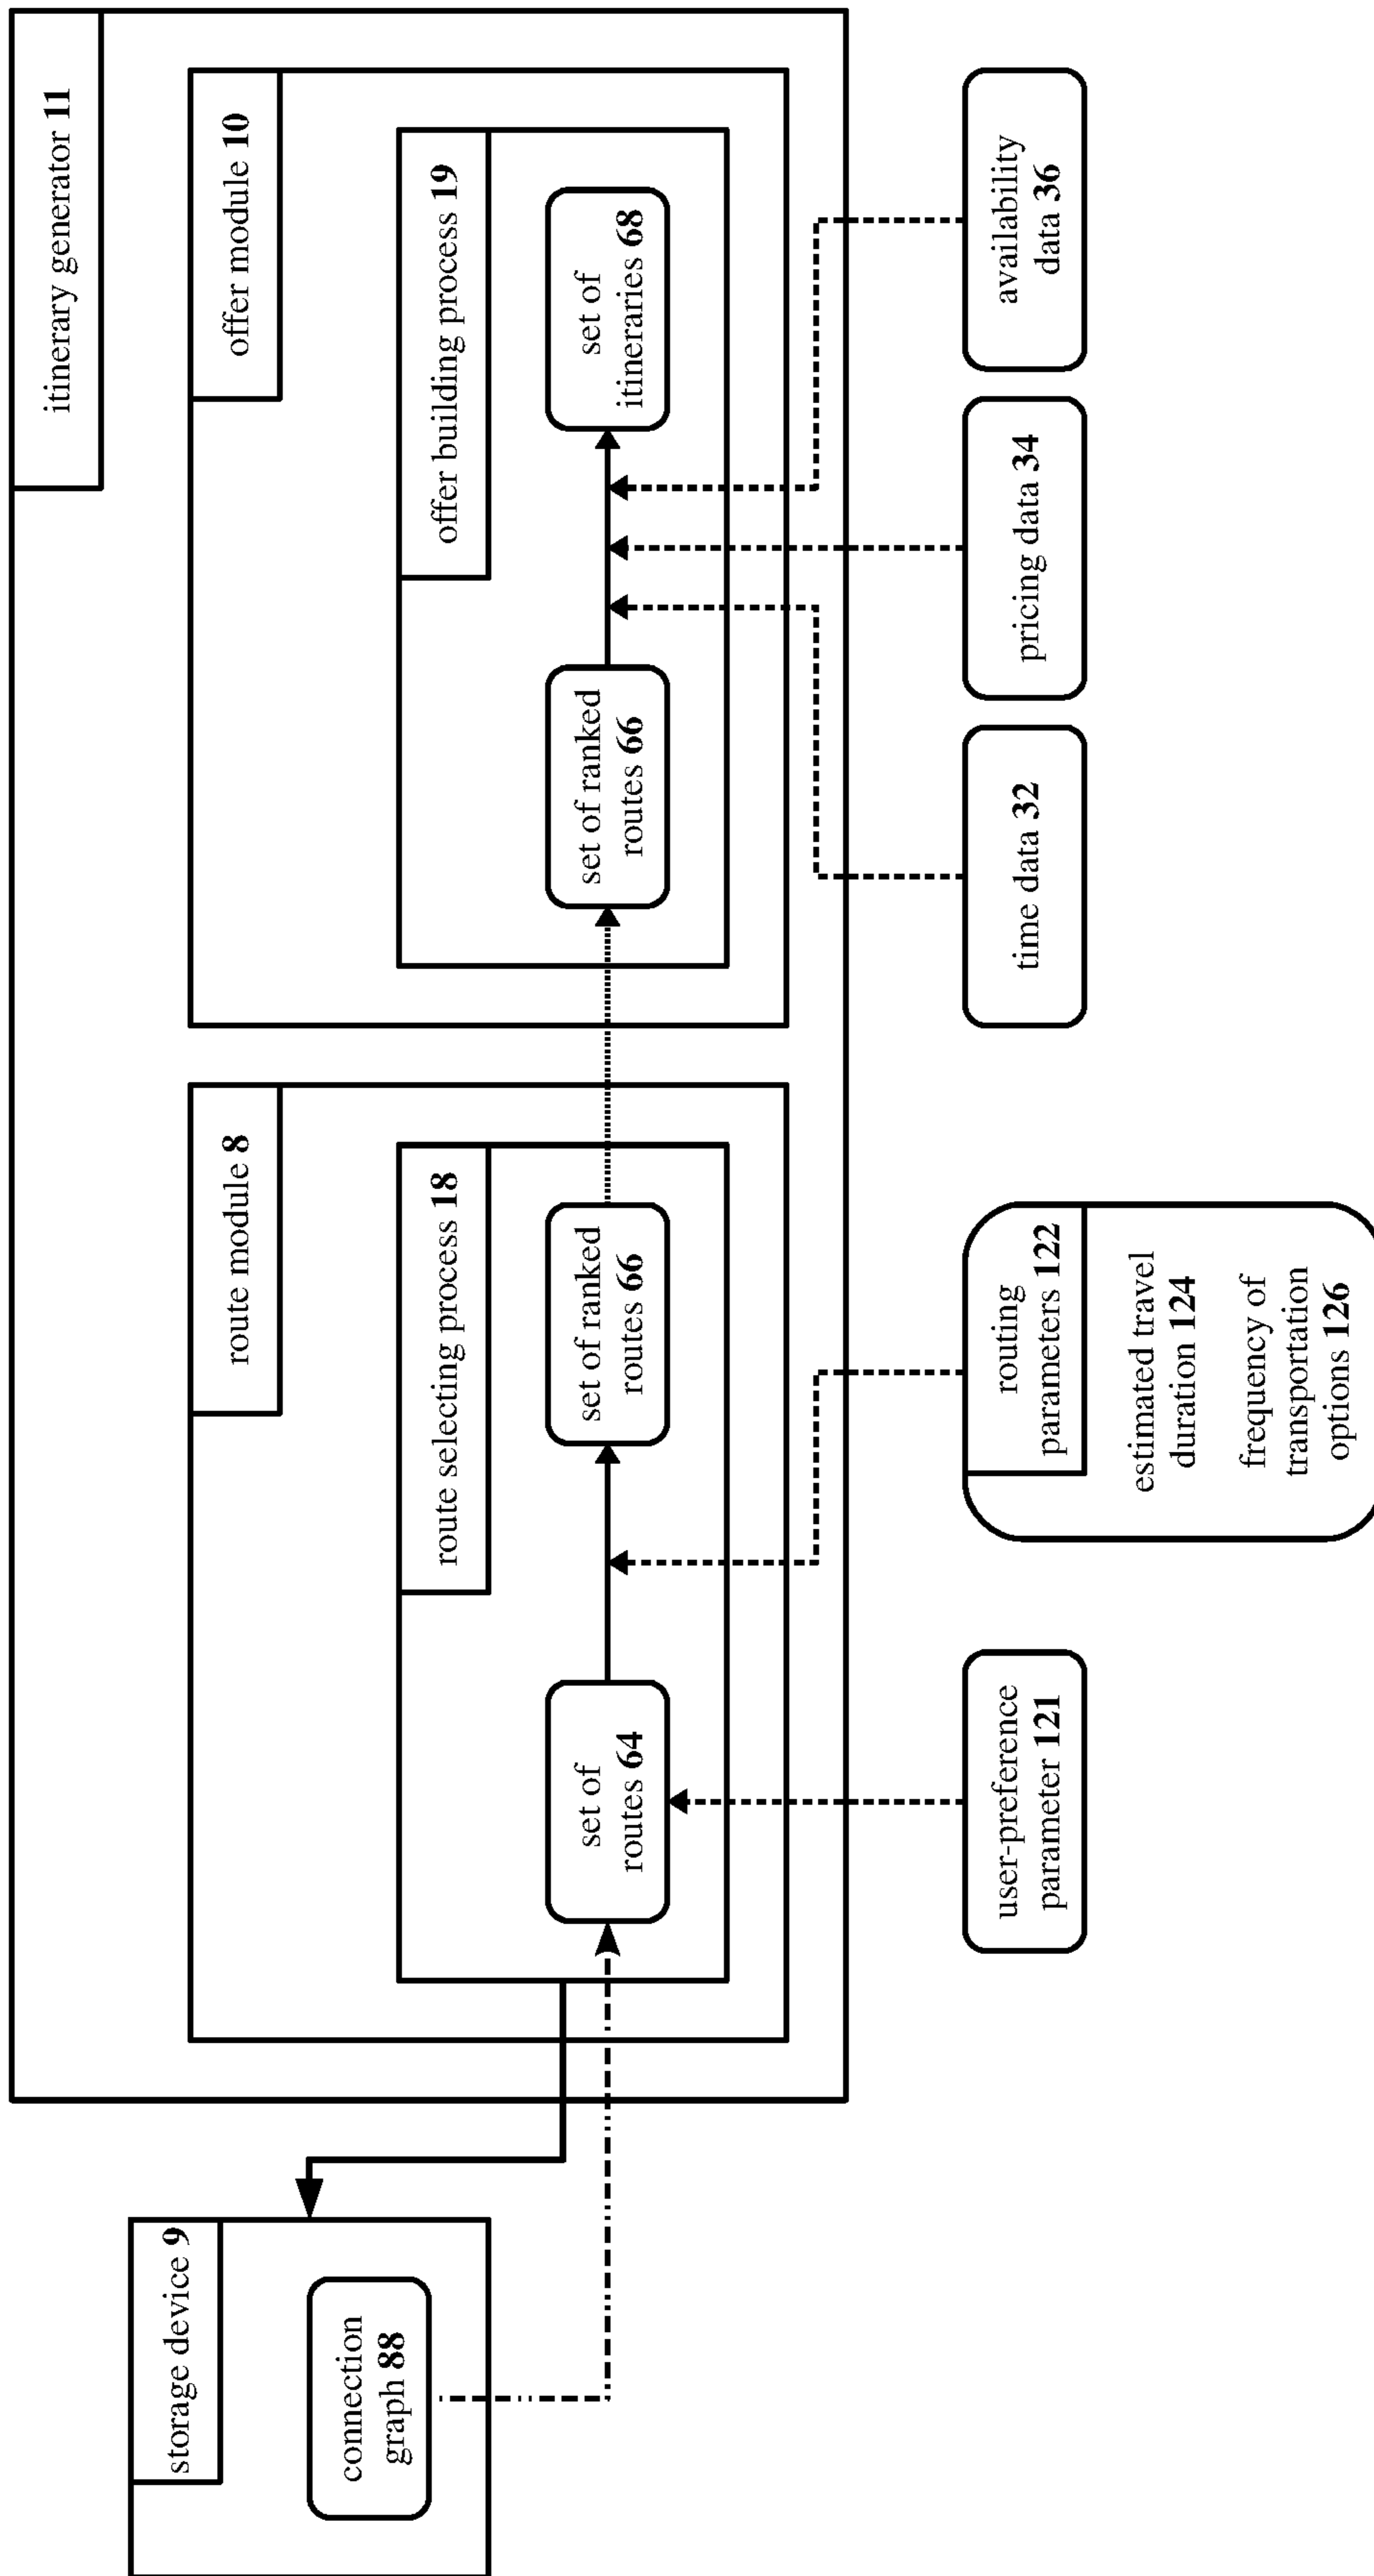 storage device 9
connection
graph 88
itinerary generator 11
route module 8
route selecting process 18
set of
routes 64
set of ranked
routes 66
offer module 10
offer building process 19
set of ranked
routes 66
set of
itineraries 68
user-preference
parameter 121
routing
parameters 122
estimated travel
duration 124
frequency of
transportation
options 126
time data 32
pricing data 34
availability
data 36